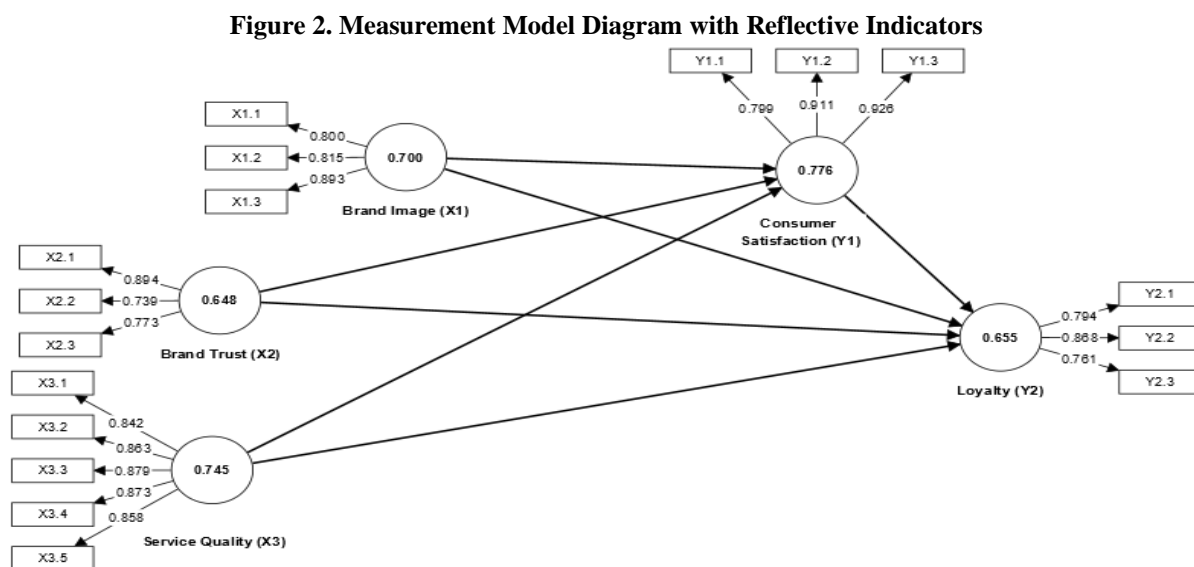 Figure 2. Measurement Model Diagram with Reflective Indicators
Y1.1
Y1.2
Y1.3
0.799
0.911
0.926
X1.1
X1.2
X1.3
0.800
0.815
0.893
0.700
Brand Image (X1)
0.776
Consumer
Satisfaction (Y1)
X2.1
X2.2
X2.3
0.894
0.739
0.773
0.648
Brand Trust (X2)
0.655
Loyalty (Y2)
0.794
0.868
0.761
Y2.1
Y2.2
Y2.3
X3.1
X3.2
X3.3
X3.4
X3.5
0.842
0.863
0.879
0.873
0.858
0.745
Service Quality (X3)